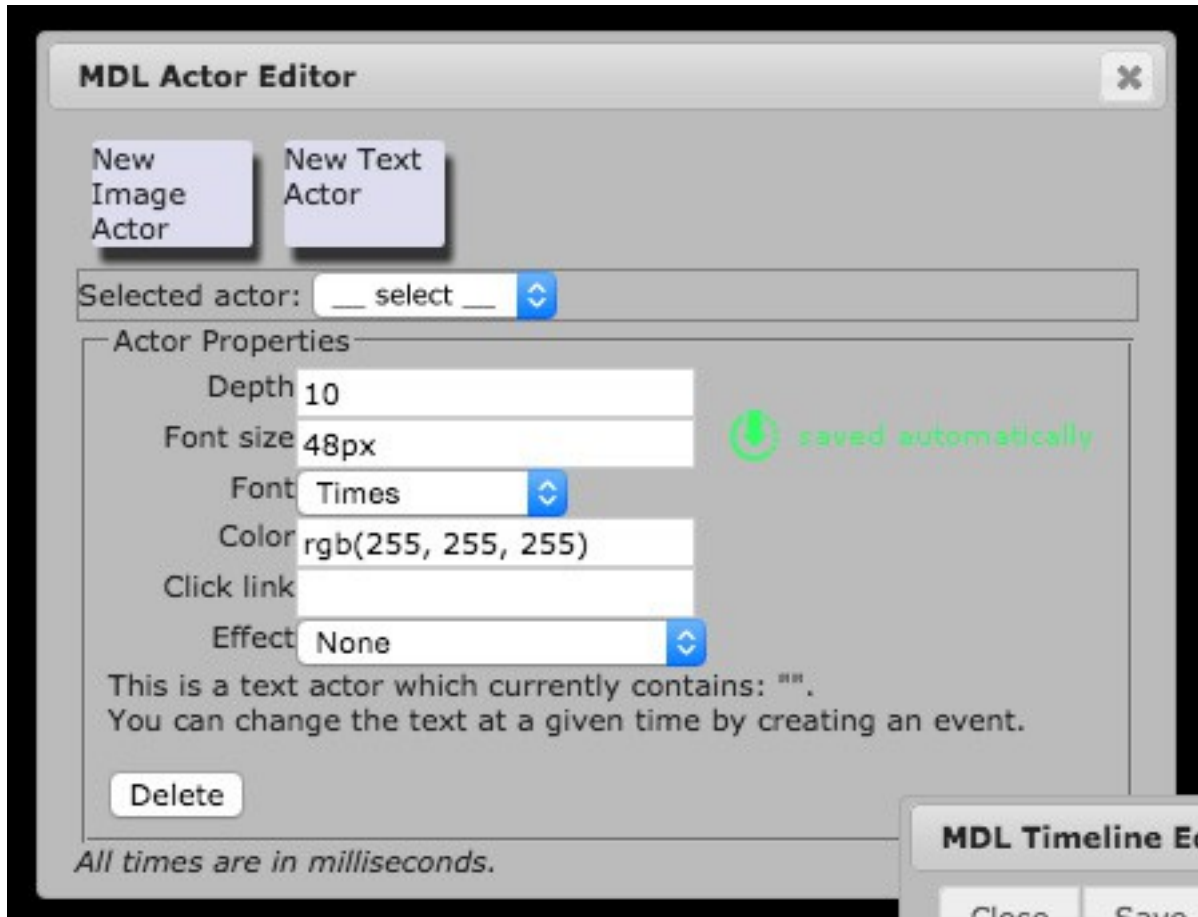 MDL Actor Editor
New
Image
Actor
New Text
Actor
Selected actor: __ select __
Actor Properties
Depth 10
Font size 48px
saved automatically
Font Times
Color rgb(255, 255, 255)
Click link
Effect None
This is a text actor which currently contains: "".
You can change the text at a given time by creating an event.
Delete
All times are in milliseconds.
MDL Timeline Ed
Close Save